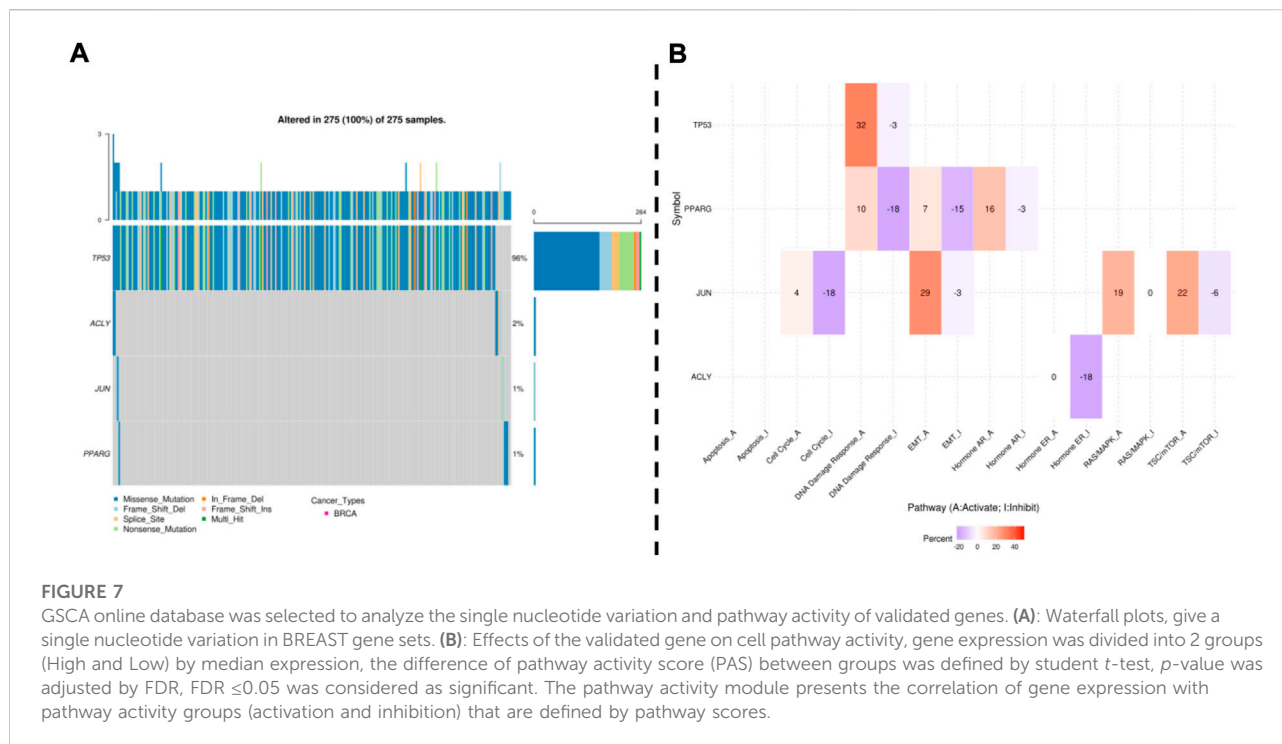 A
Altered in 275 (100%) of 275 samples.
3
0
0
264
TP53
96%
ACLY
2%
JUN
1%
PPARG
1%
Missense_Mutation
Frame_Shift_Del
Splice_Site
Nonsense_Mutation
In_Frame_Del
Frame_Shift_Ins
Multi_Hit
Cancer_Types
BRCA
B
Symbol
TP53
32 -3
PPARG
10 -18 7 -15 16 -3
JUN
4 -18 29 -3 19 0 22 -6
ACLY
0 -18
Apoptosis_A
Apoptosis_I
Cell Cycle_A
Cell Cycle_I
DNA Damage Response_A
DNA Damage Response_I
EMT_A
EMT_I
Hormone AR_A
Hormone AR_I
Hormone ER_A
Hormone ER_I
RAS/MAPK_A
RAS/MAPK_I
TSC/mTOR_A
TSC/mTOR_I
Pathway (A:Activate; I:Inhibit)
Percent
-20 0 20 40
FIGURE 7
GSCA online database was selected to analyze the single nucleotide variation and pathway activity of validated genes. (A): Waterfall plots, give a
single nucleotide variation in BREAST gene sets. (B): Effects of the validated gene on cell pathway activity, gene expression was divided into 2 groups
(High and Low) by median expression, the difference of pathway activity score (PAS) between groups was defined by student t-test, p-value was
adjusted by FDR, FDR ≤0.05 was considered as significant. The pathway activity module presents the correlation of gene expression with
pathway activity groups (activation and inhibition) that are defined by pathway scores.